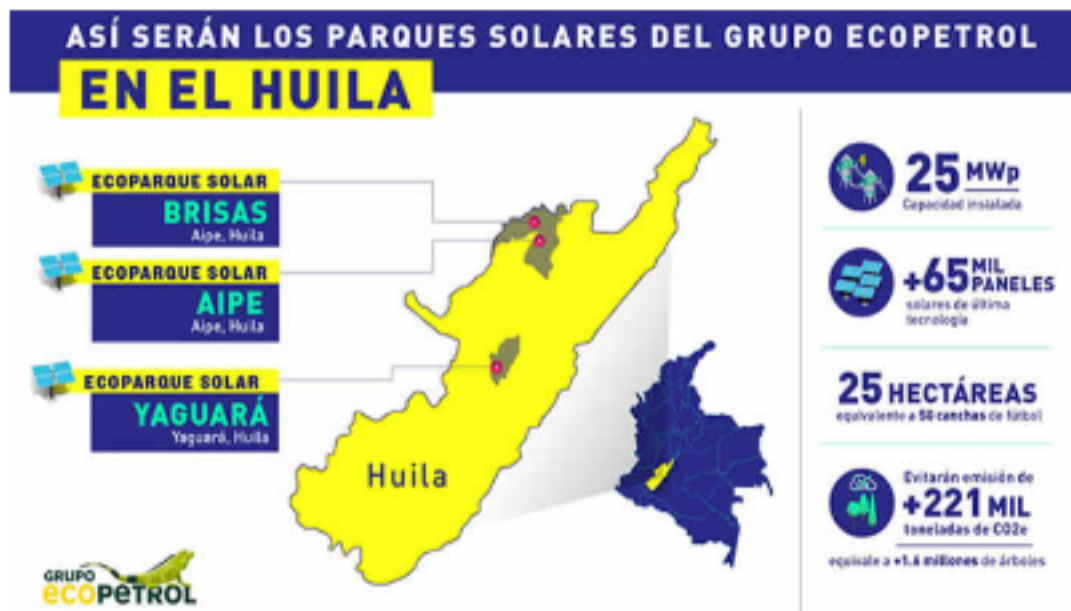 ASÍ SERÁN LOS PARQUES SOLARES DEL GRUPO ECOPETROL
EN EL HUILA
ECOPARQUE SOLAR
BRISAS
Aipe, Huila
ECOPARQUE SOLAR
AIPE
Aipe, Huila
ECOPARQUE SOLAR
YAGUARÁ
Yaguará, Huila
Huila
25 MWp
Capacidad instalada
+65 MIL
PANELES
solares de última
tecnología
25 HECTÁREAS
equivalente a 50 canchas de fútbol
Evitarán emisión de
+221 MIL
toneladas de CO2e
equivale a +1.6 millones de árboles
GRUPO
ecoPETROL